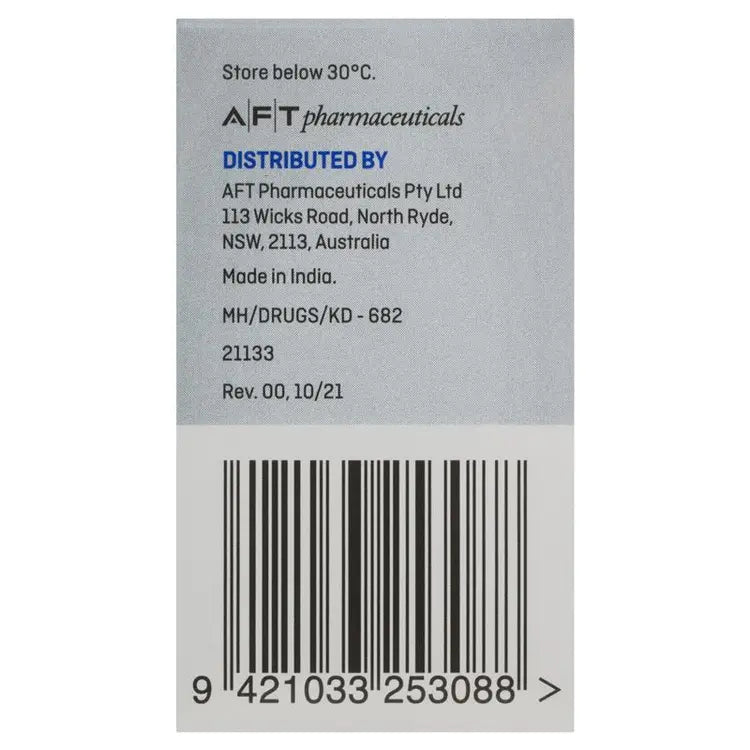 Store below 30°C.
A|F|T pharmaceuticals
DISTRIBUTED BY
AFT Pharmaceuticals Pty Ltd
113 Wicks Road, North Ryde,
NSW, 2113, Australia
Made in India.
MH/DRUGS/KD - 682
21133
Rev. 00, 10/21
9 421033 253088 >